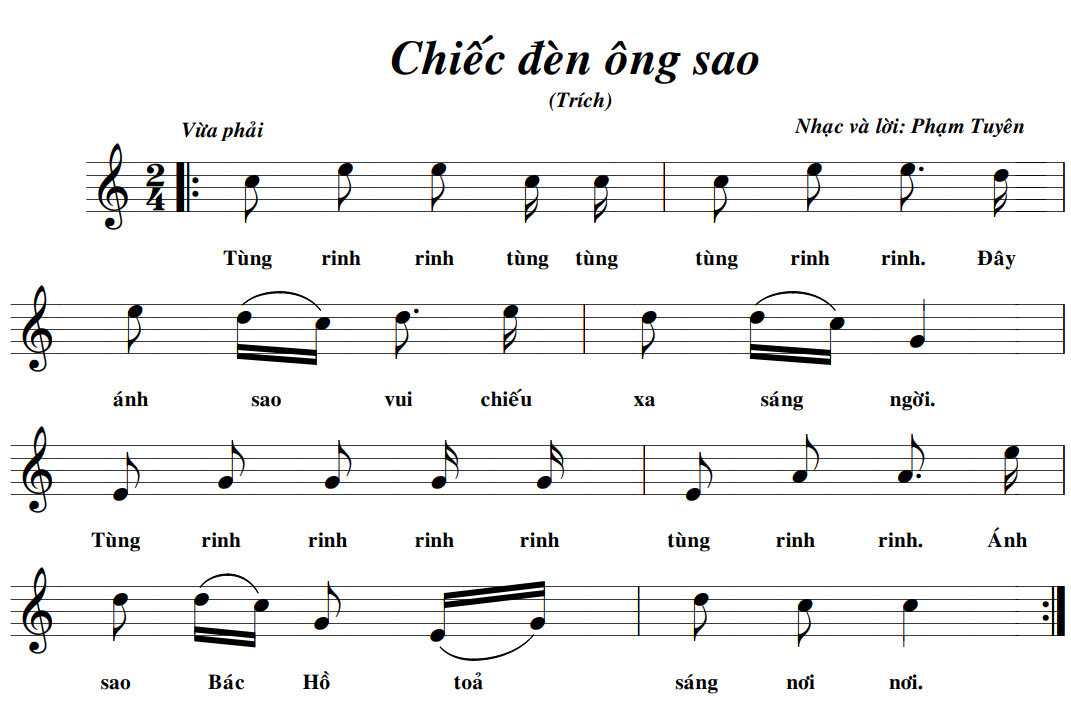 Chiếc đèn ông sao
(Trích)
Vừa phải
Nhạc và lời: Phạm Tuyên
2
4
Tùng rinh rinh tùng tùng tùng rinh rinh. Đây
ánh sao vui chiếu xa sáng ngời.
Tùng rinh rinh rinh rinh tùng rinh rinh. Ánh
sao Bác Hồ toả sáng nơi nơi.